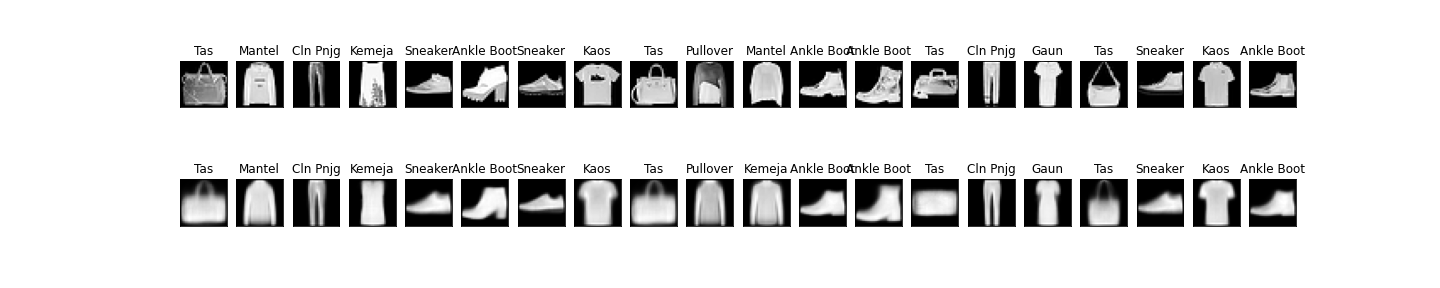 Tas Mantel Cln Pnjg Kemeja Sneaker Ankle Boot Sneaker Kaos Tas Pullover Mantel Ankle Boot Ankle Boot Tas Cln Pnjg Gaun Tas Sneaker Kaos Ankle Boot
Tas Mantel Cln Pnjg Kemeja Sneaker Ankle Boot Sneaker Kaos Tas Pullover Kemeja Ankle Boot Ankle Boot Tas Cln Pnjg Gaun Tas Sneaker Kaos Ankle Boot